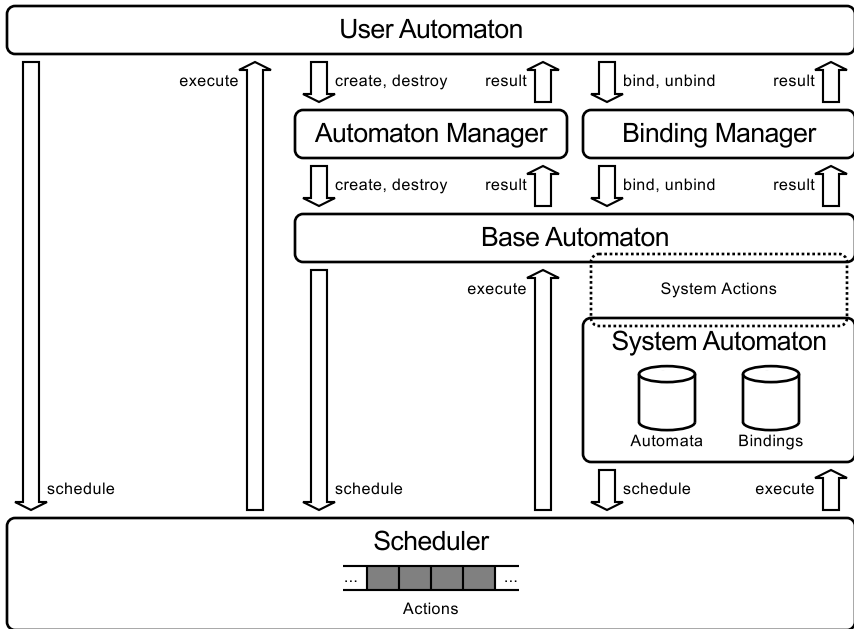 User Automaton
execute
create, destroy
result
bind, unbind
result
Automaton Manager
Binding Manager
create, destroy
result
bind, unbind
result
Base Automaton
execute
System Actions
System Automaton
Automata
Bindings
schedule
schedule
schedule
execute
Scheduler
... ...
Actions